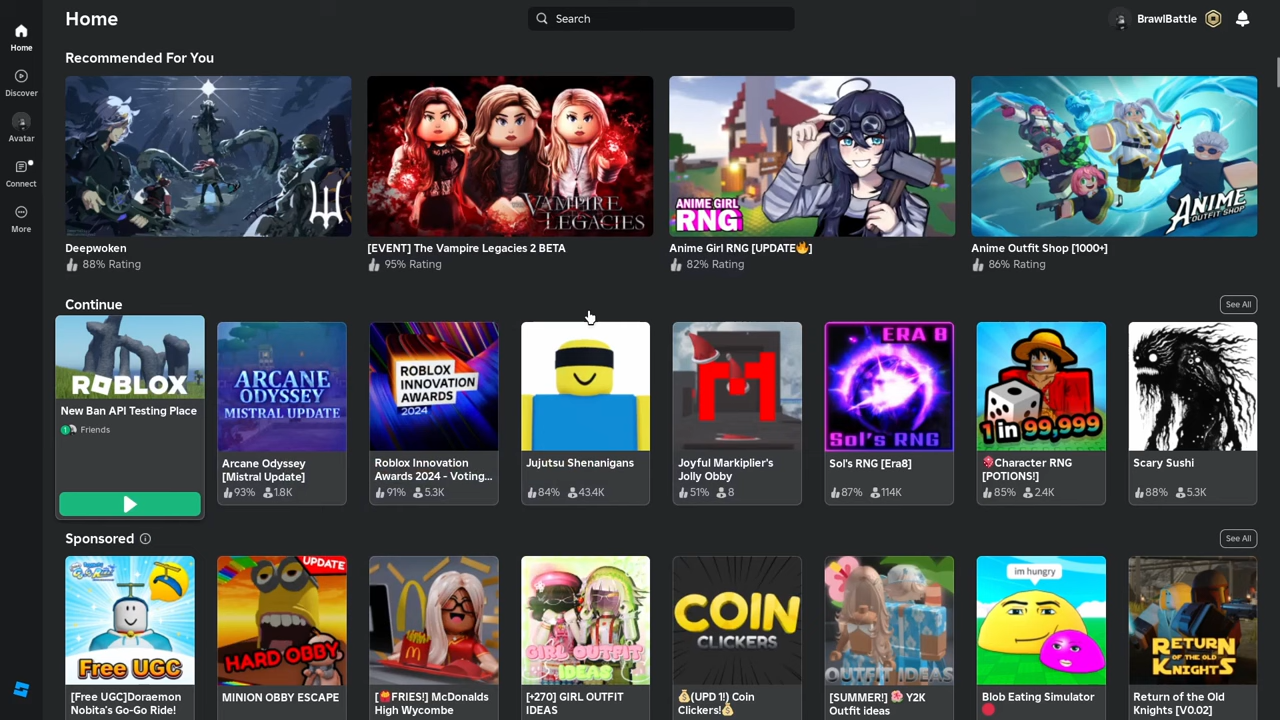 Home
Search
BrawlBattle
Home
Discover
Avatar
Connect
More
Recommended For You
VAMPIRE
LEGACIES
ANIME GIRL
RNG
ANIME
OUTFIT SHOP
Deepwoken
88% Rating
[EVENT] The Vampire Legacies 2 BETA
95% Rating
Anime Girl RNG [UPDATE🔥]
82% Rating
Anime Outfit Shop [1000+]
86% Rating
Continue
See All
ROBLOX
New Ban API Testing Place
1 Friends
ARCANE
ODYSSEY
MISTRAL UPDATE
Arcane Odyssey
[Mistral Update]
93% 1.8K
ROBLOX
INNOVATION
AWARDS
2024
Roblox Innovation
Awards 2024 - Voting...
91% 5.3K
Jujutsu Shenanigans
84% 43.4K
Joyful Markiplier's
Jolly Obby
51% 8
ERA 8
Sol's RNG
Sol's RNG [Era8]
87% 114K
1 in 99,999
Character RNG
[POTIONS!]
85% 2.4K
Scary Sushi
88% 5.3K
Sponsored
See All
Free UGC
[Free UGC]Doraemon
Nobita's Go-Go Ride!
UPDATE
HARD OBBY
MINION OBBY ESCAPE
[🍟FRIES!] McDonalds
High Wycombe
GIRL OUTFIT
IDEAS
[+270] GIRL OUTFIT
IDEAS
COIN
CLICKERS
💰(UPD 1!) Coin
Clickers!💰
OUTFIT IDEAS
[SUMMER!] 🌸 Y2K
Outfit ideas
im hungry
Blob Eating Simulator
🔴
RETURN
OF THE OLD
KNIGHTS
Return of the Old
Knights [V0.02]